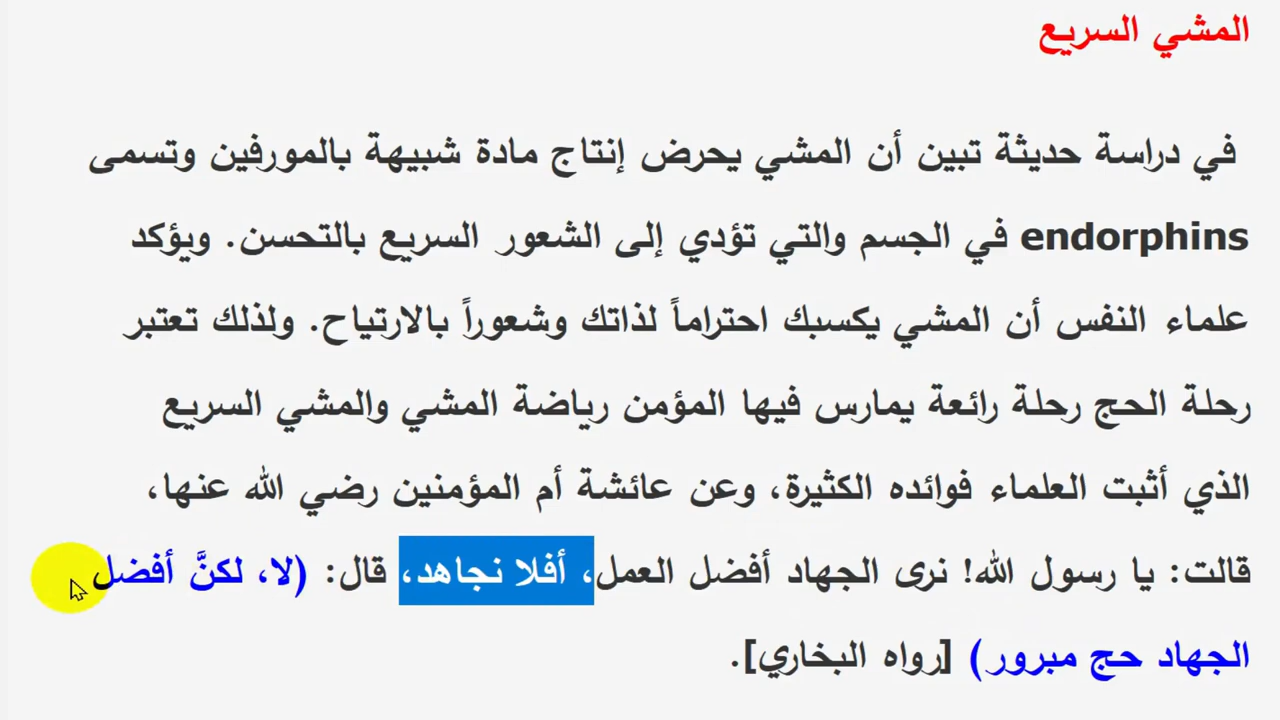 المشي السريع
في دراسة حديثة تبين أن المشي يحرض إنتاج مادة شبيهة بالمورفين وتسمى
endorphins في الجسم والتي تؤدي إلى الشعور السريع بالتحسن. ويؤكد
علماء النفس أن المشي يكسبك احتراماً لذاتك وشعوراً بالارتياح. ولذلك تعتبر
رحلة الحج رحلة رائعة يمارس فيها المؤمن رياضة المشي والمشي السريع
الذي أثبت العلماء فوائده الكثيرة، وعن عائشة أم المؤمنين رضي الله عنها،
قالت: يا رسول الله! نرى الجهاد أفضل العمل، أفلا نجاهد، قال: (لا، لكنَّ أفضل
الجهاد حج مبرور) [رواه البخاري].